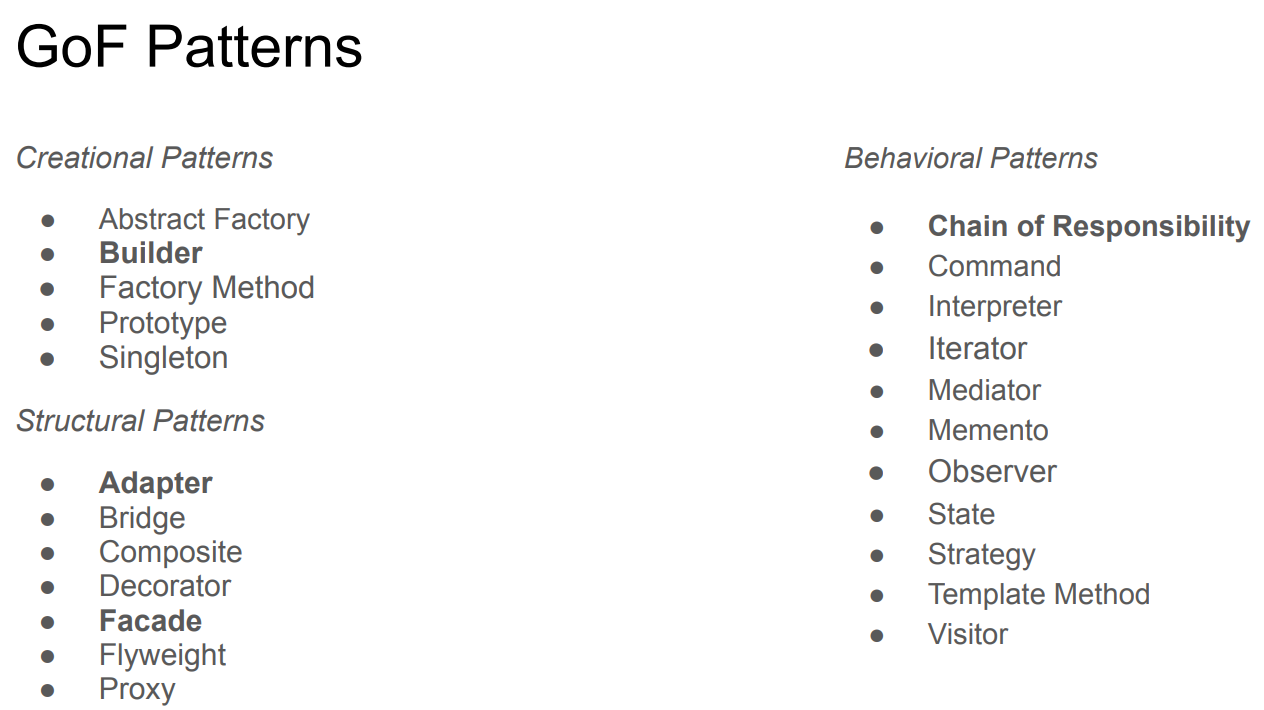 GoF Patterns
Creational Patterns
● Abstract Factory
● Builder
● Factory Method
● Prototype
● Singleton
Structural Patterns
● Adapter
● Bridge
● Composite
● Decorator
● Facade
● Flyweight
● Proxy
Behavioral Patterns
● Chain of Responsibility
● Command
● Interpreter
● Iterator
● Mediator
● Memento
● Observer
● State
● Strategy
● Template Method
● Visitor